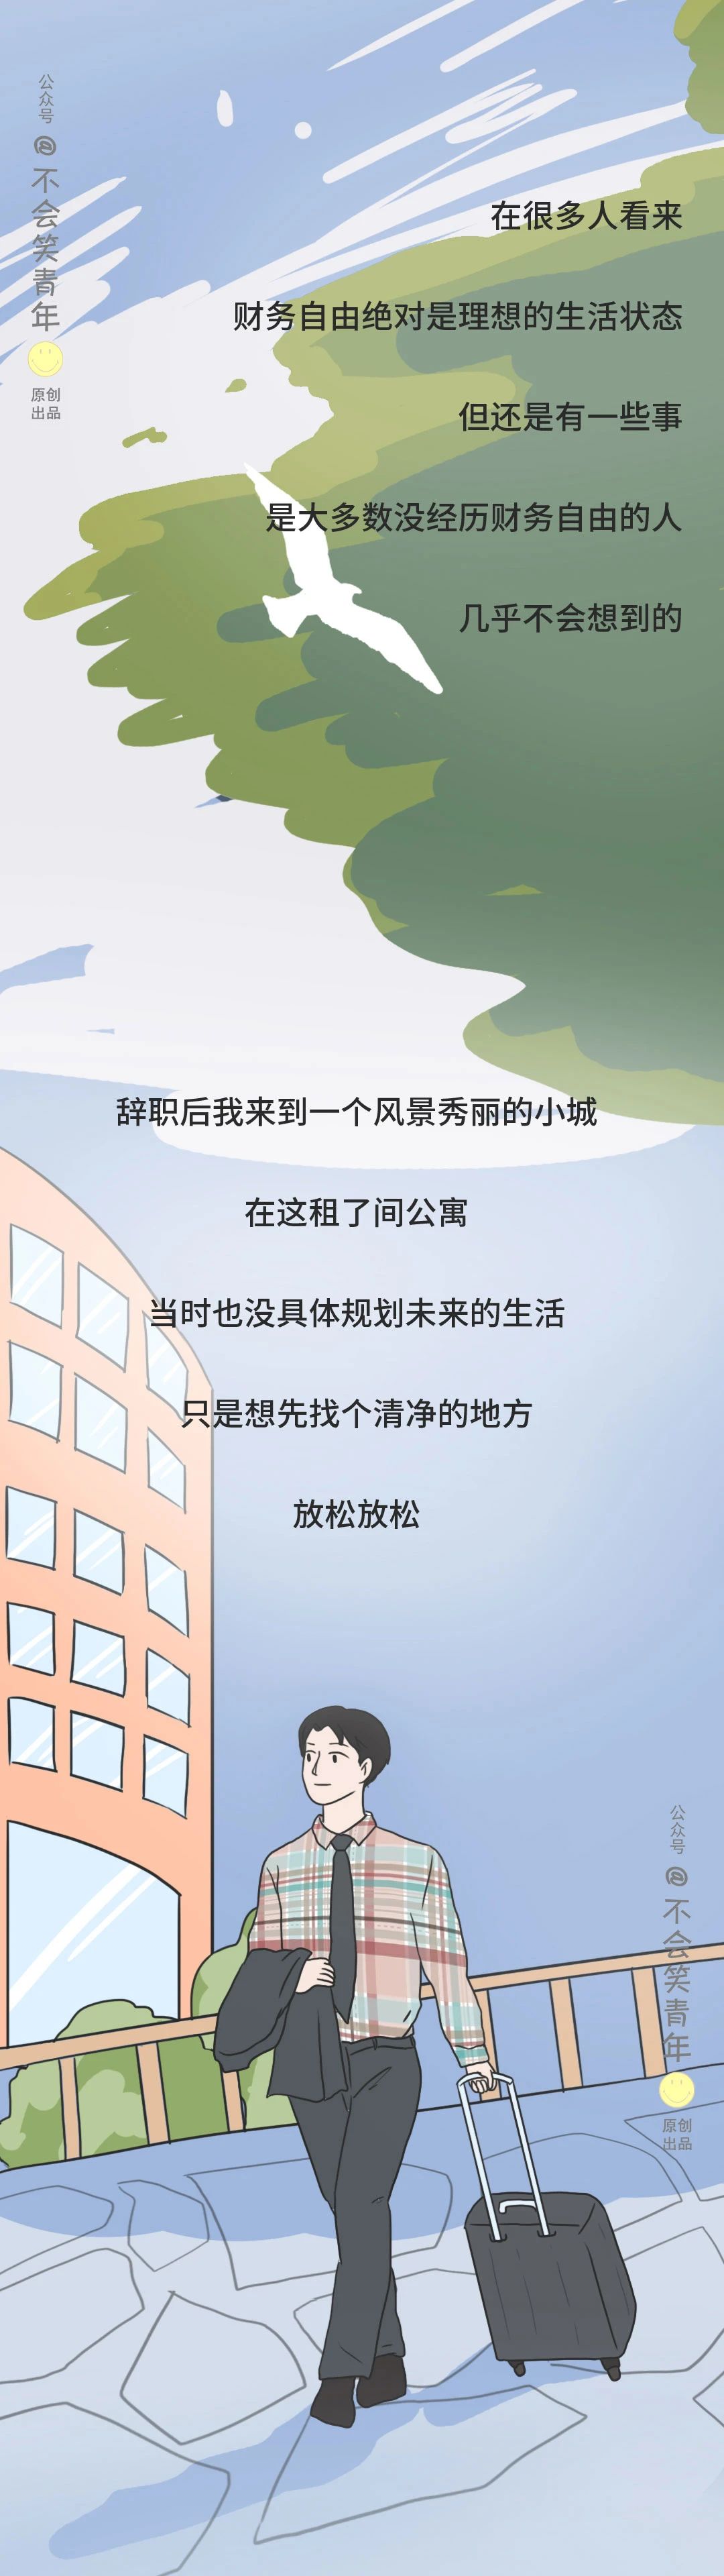 公众号
@不会笑青年
原创
出品
在很多人看来
财务自由绝对是理想的生活状态
但还是有一些事
是大多数没经历财务自由的人
几乎不会想到的
辞职后我来到一个风景秀丽的小城
在这租了间公寓
当时也没具体规划未来的生活
只是想先找个清净的地方
放松放松
公众号
@不会笑青年
原创
出品